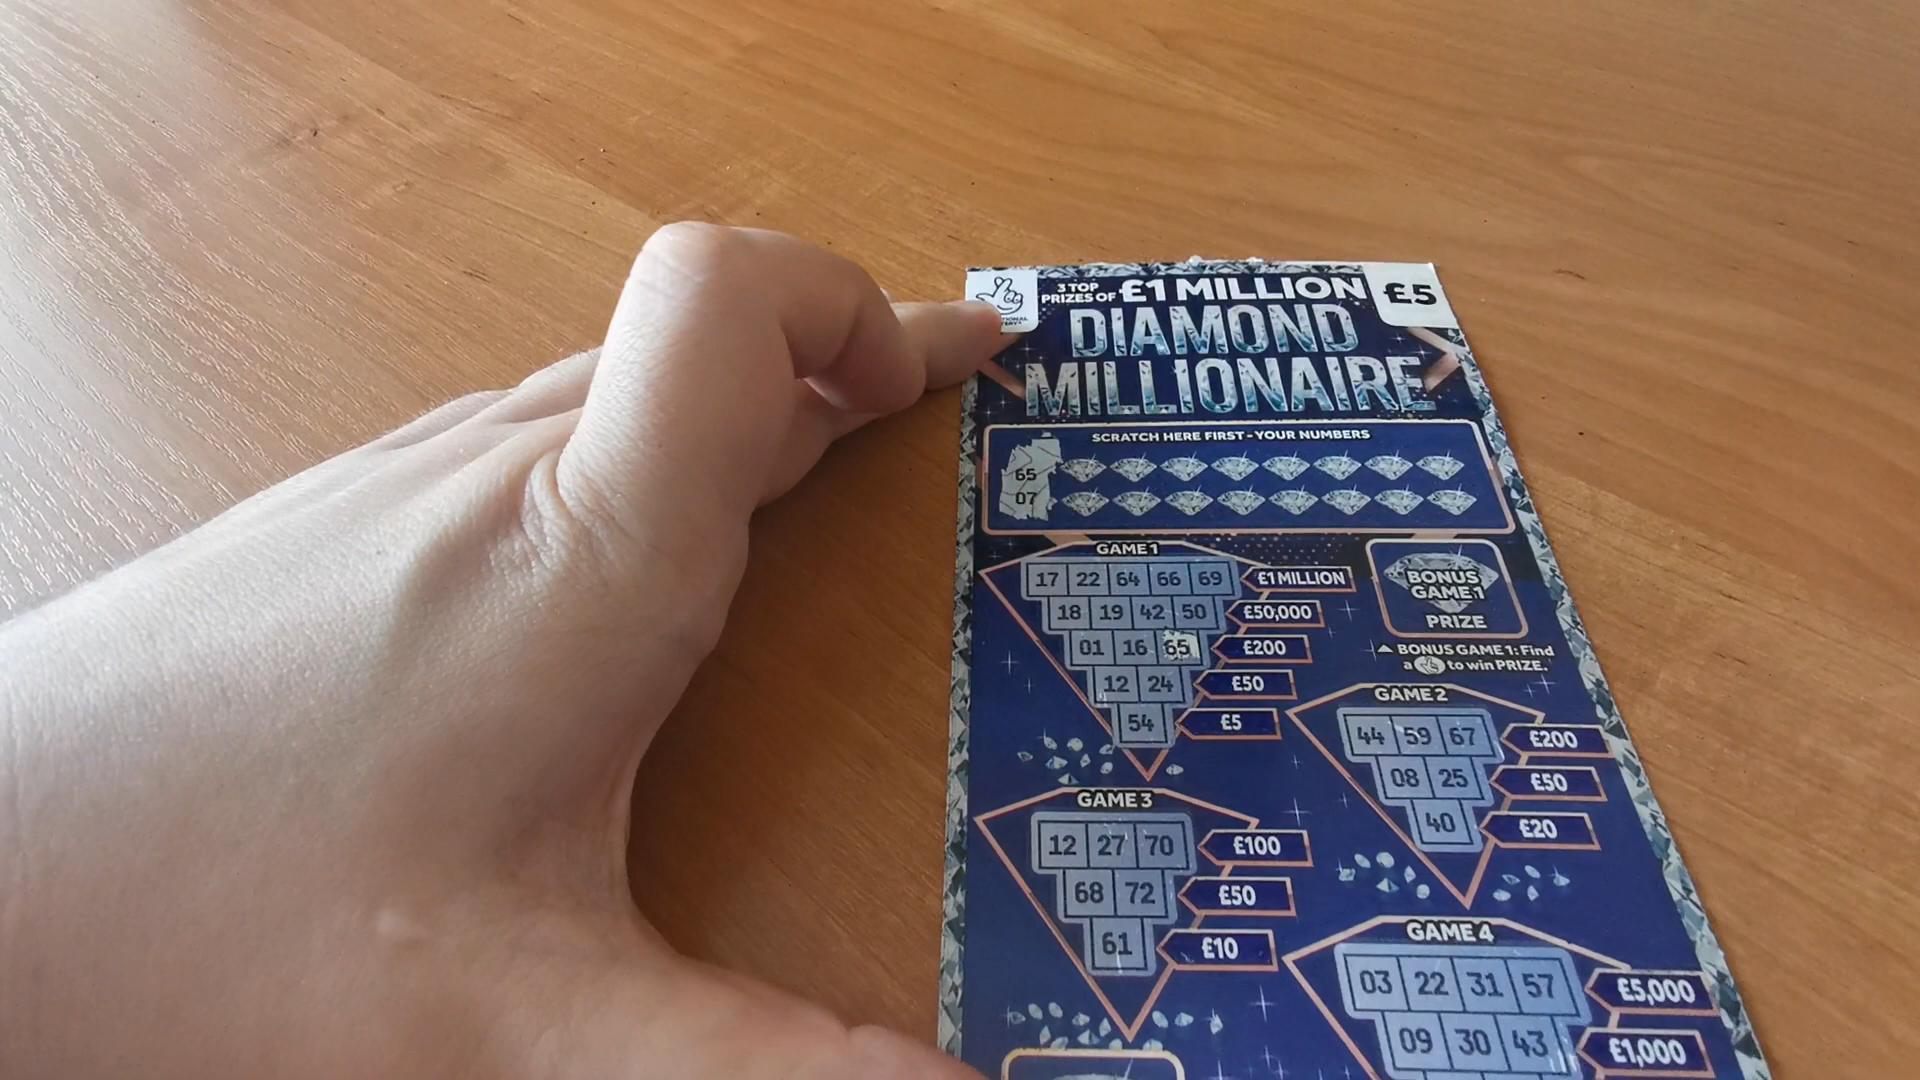 3 TOP
PRIZES OF £1 MILLION
£5
DIAMOND
MILLIONAIRE
SCRATCH HERE FIRST - YOUR NUMBERS
65
07
GAME 1
17 22 64 66 69 £1 MILLION
18 19 42 50 £50,000
01 16 65 £200
12 24 £50
54 £5
BONUS
GAME 1
PRIZE
BONUS GAME 1: Find
a to win PRIZE.
GAME 2
44 59 67 £200
08 25 £50
40 £20
GAME 3
12 27 70 £100
68 72 £50
61 £10
GAME 4
03 22 31 57 £5,000
09 30 43 £1,000